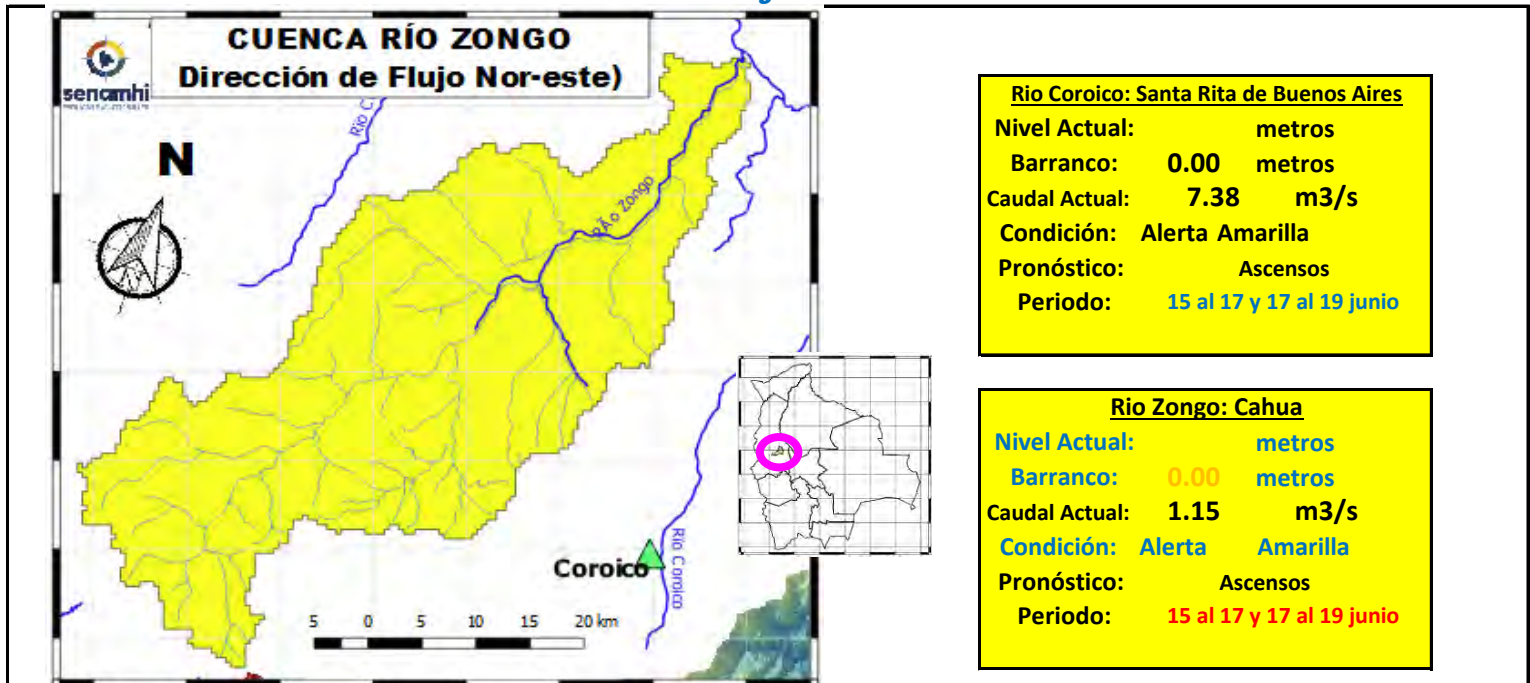 CUENCA RÍO ZONGO
Dirección de Flujo Nor-este)
sencamhi
N
Río C
RÃ o Zongo
Río Coroico
Coroico
5 0 5 10 15 20 km
Rio Coroico: Santa Rita de Buenos Aires
Nivel Actual: metros
Barranco: 0.00 metros
Caudal Actual: 7.38 m3/s
Condición: Alerta Amarilla
Pronóstico: Ascensos
Periodo: 15 al 17 y 17 al 19 junio
Rio Zongo: Cahua
Nivel Actual: metros
Barranco: 0.00 metros
Caudal Actual: 1.15 m3/s
Condición: Alerta Amarilla
Pronóstico: Ascensos
Periodo: 15 al 17 y 17 al 19 junio